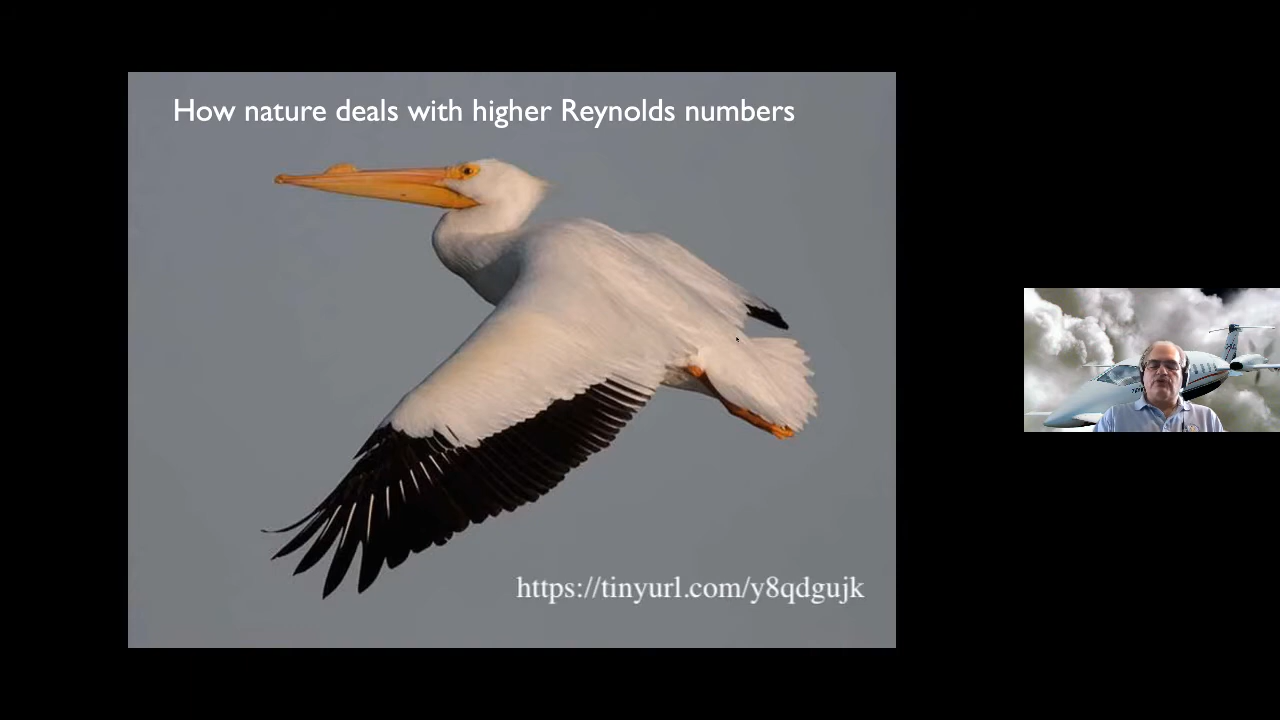 How nature deals with higher Reynolds numbers
https://tinyurl.com/y8qdgujk